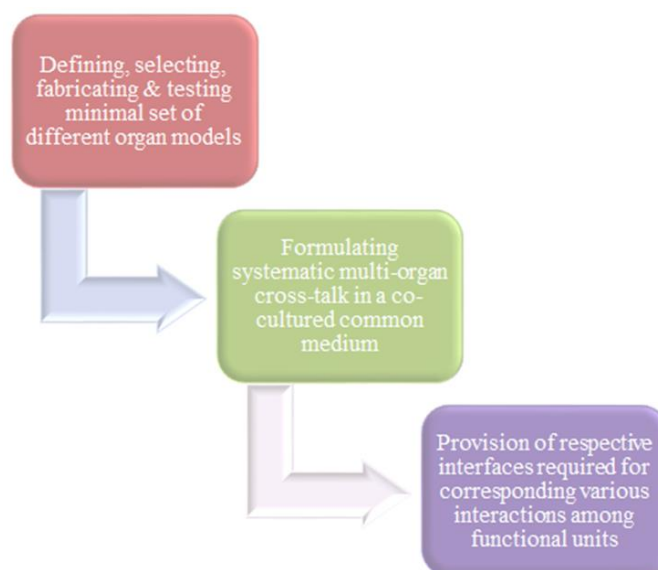 Defining, selecting,
fabricating & testing
minimal set of
different organ models
Formulating
systematic multi-organ
cross-talk in a co-
cultured common
medium
Provision of respective
interfaces required for
corresponding various
interactions among
functional units